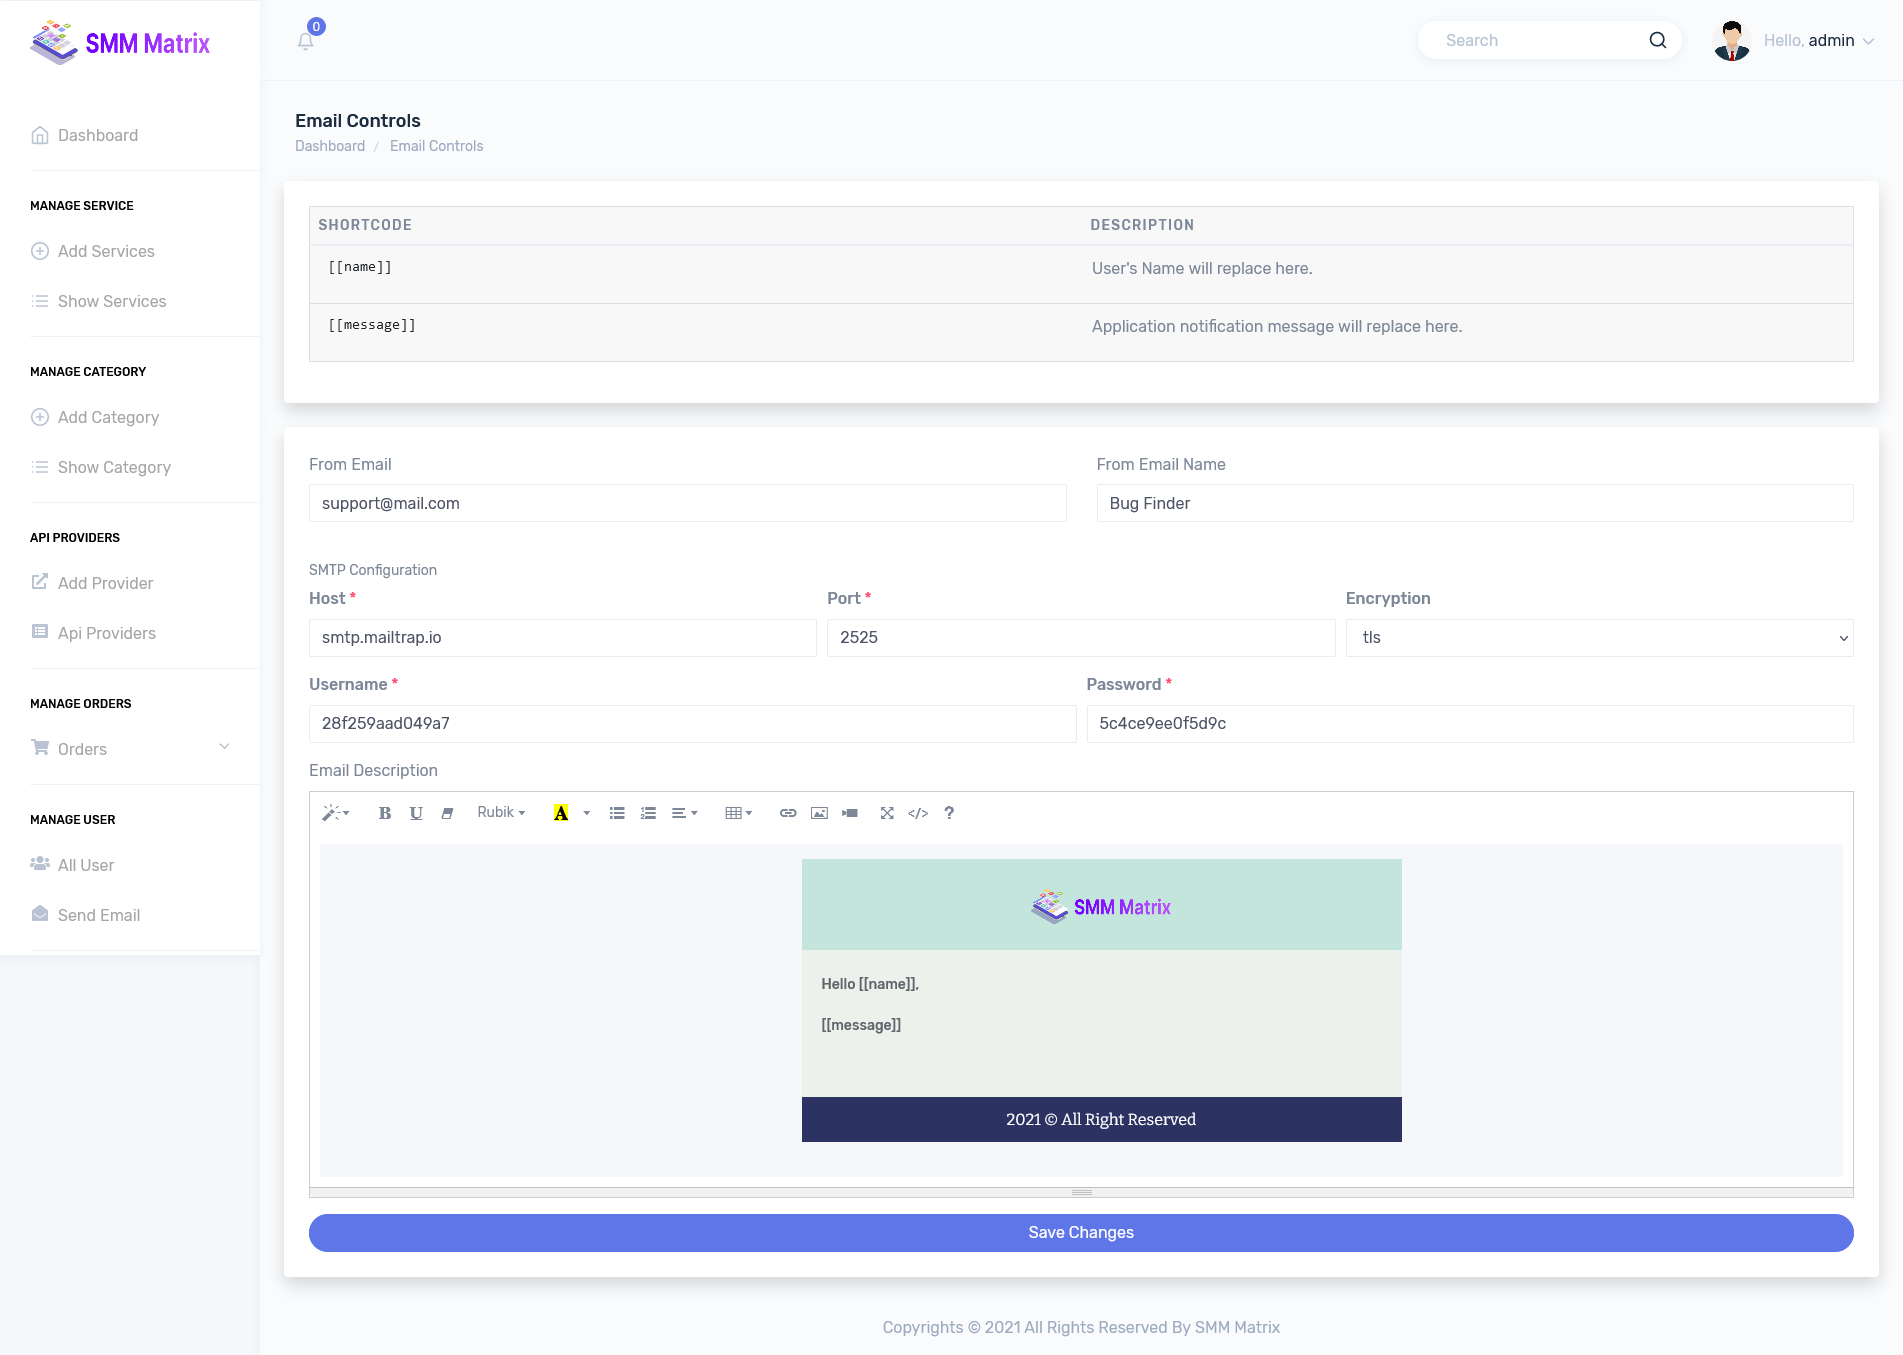 SMM Matrix
0
Search
Hello, admin
Dashboard
MANAGE SERVICE
Add Services
Show Services
MANAGE CATEGORY
Add Category
Show Category
API PROVIDERS
Add Provider
Api Providers
MANAGE ORDERS
Orders
MANAGE USER
All User
Send Email
Email Controls
Dashboard / Email Controls
SHORTCODE DESCRIPTION
[[name]] User's Name will replace here.
[[message]] Application notification message will replace here.
From Email From Email Name
support@mail.com Bug Finder
SMTP Configuration
Host * Port * Encryption
smtp.mailtrap.io 2525 tls
Username * Password *
28f259aad049a7 5c4ce9ee0f5d9c
Email Description
B U Rubik A </> ?
SMM Matrix
Hello [[name]],
[[message]]
2021 © All Right Reserved
Save Changes
Copyrights © 2021 All Rights Reserved By SMM Matrix